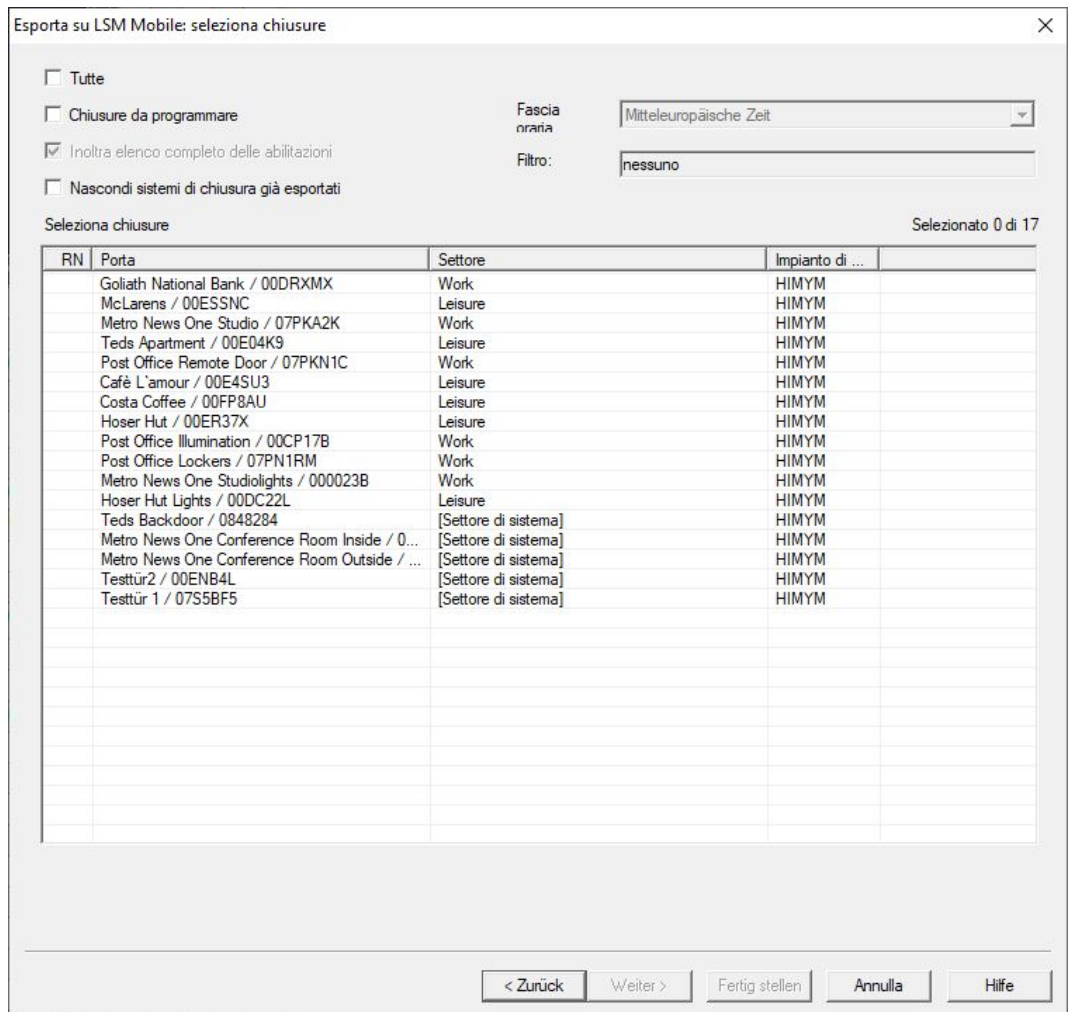 Esporta su LSM Mobile: seleziona chiusure
Tutte
Chiusure da programmare
Fascia oraria
Mitteleuropäische Zeit
Inoltra elenco completo delle abilitazioni
Filtro:
nessuno
Nascondi sistemi di chiusura già esportati
Seleziona chiusure
Selezionato 0 di 17
RN Porta Settore Impianto di ...
Goliath National Bank / 00DRXMX Work HIMYM
McLarens / 00ESSNC Leisure HIMYM
Metro News One Studio / 07PKA2K Work HIMYM
Teds Apartment / 00E04K9 Leisure HIMYM
Post Office Remote Door / 07PKN1C Work HIMYM
Cafè L`amour / 00E4SU3 Leisure HIMYM
Costa Coffee / 00FP8AU Leisure HIMYM
Hoser Hut / 00ER37X Leisure HIMYM
Post Office Illumination / 00CP17B Work HIMYM
Post Office Lockers / 07PN1RM Work HIMYM
Metro News One Studiolights / 000023B Work HIMYM
Hoser Hut Lights / 00DC22L Leisure HIMYM
Teds Backdoor / 0848284 [Settore di sistema] HIMYM
Metro News One Conference Room Inside / 0... [Settore di sistema] HIMYM
Metro News One Conference Room Outside / ... [Settore di sistema] HIMYM
Testtür2 / 00ENB4L [Settore di sistema] HIMYM
Testtür 1 / 07S5BF5 [Settore di sistema] HIMYM
< Zurück Weiter > Fertig stellen Annulla Hilfe